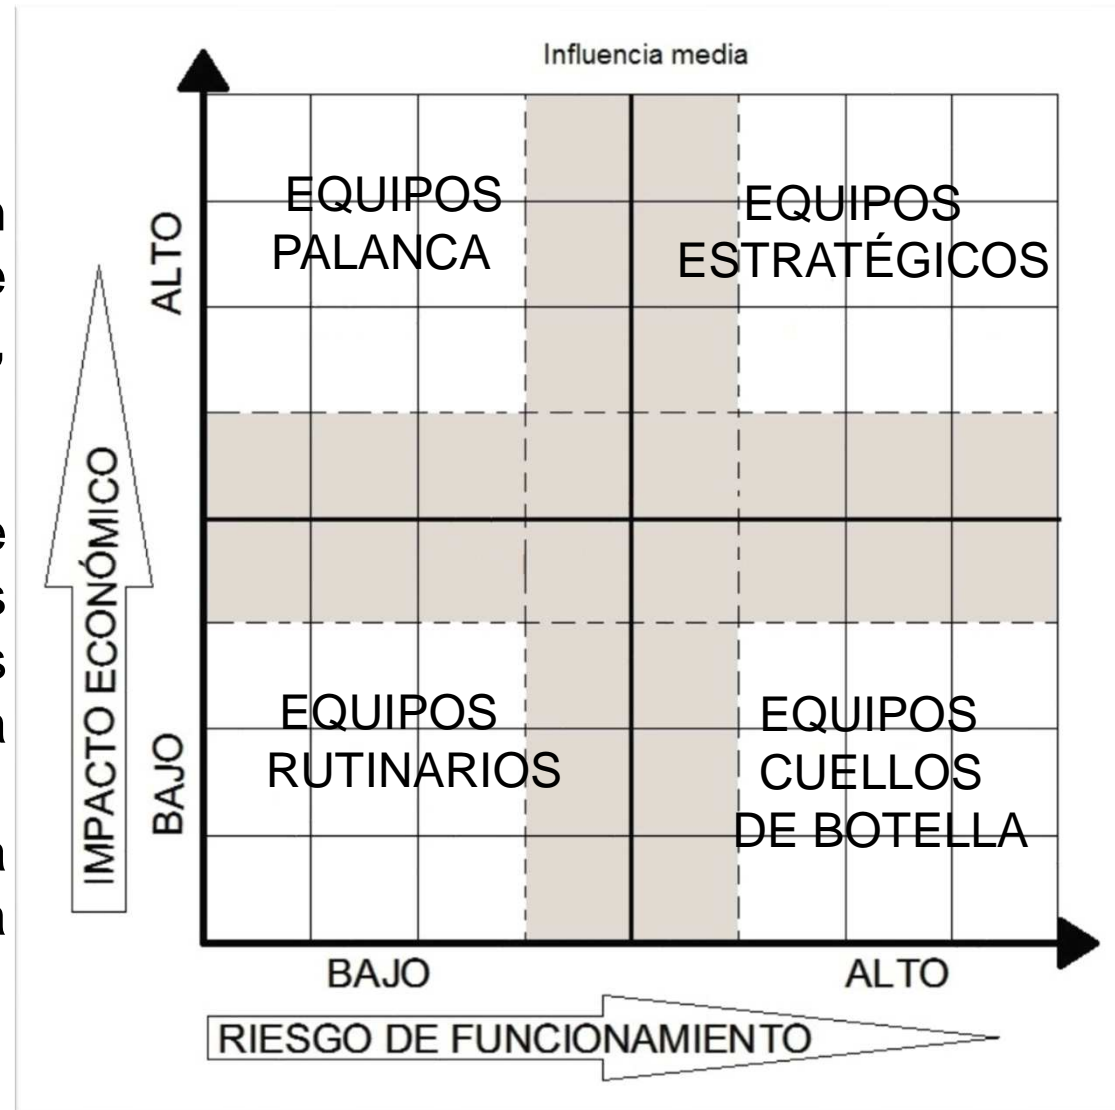 Influencia media
EQUIPOS
PALANCA
EQUIPOS
ESTRATÉGICOS
ALTO
IMPACTO ECONÓMICO
BAJO
EQUIPOS
RUTINARIOS
EQUIPOS
CUELLOS
DE BOTELLA
BAJO
ALTO
RIESGO DE FUNCIONAMIENTO